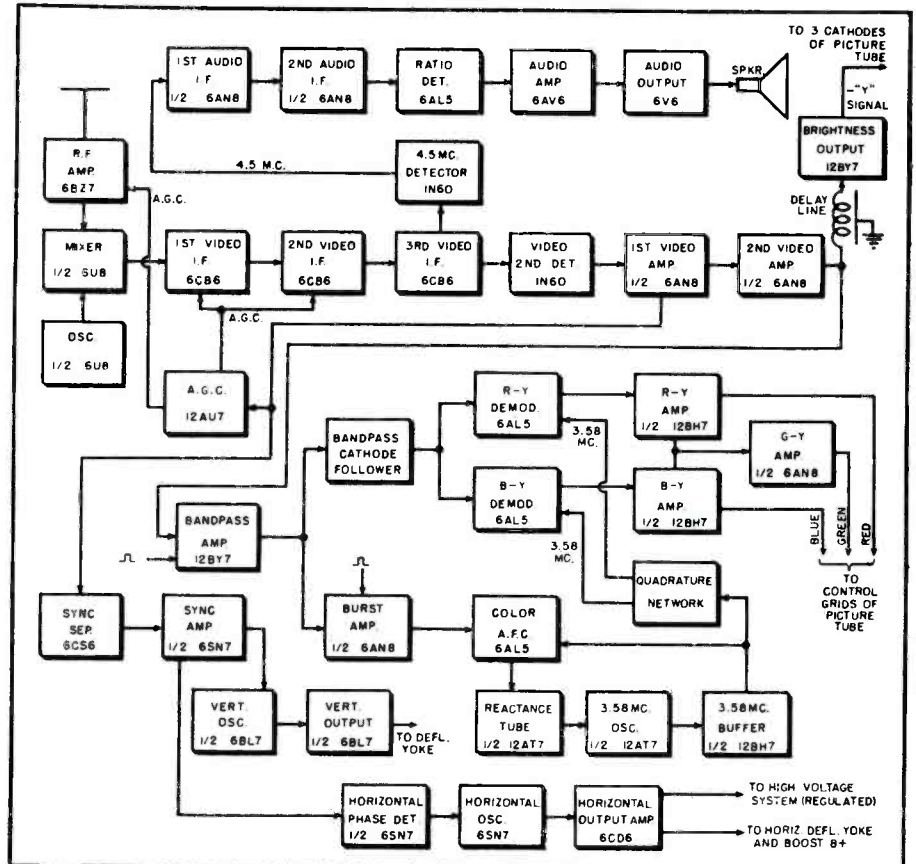 1ST AUDIO
I.F.
1/2 6AN8
2ND AUDIO
I.F.
1/2 6AN8
RATIO
DET.
6AL5
AUDIO
AMP
6AV6
AUDIO
OUTPUT
6V6
SPKR.
TO 3 CATHODES
OF PICTURE
TUBE
-"Y"
SIGNAL
BRIGHTNESS
OUTPUT
12BY7
DELAY
LINE
R.F
AMP.
6BZ7
A.G.C.
4.5 M.C.
4.5 MC.
DETECTOR
IN60
MIXER
1/2 6U8
1ST VIDEO
I.F.
6CB6
2ND VIDEO
I.F.
6CB6
3RD VIDEO
I.F.
6CB6
VIDEO
2ND DET.
IN60
1ST VIDEO
AMP.
1/2 6AN8
2ND VIDEO
AMP.
1/2 6AN8
OSC.
1/2 6U8
A.G.C.
A.G.C.
12AU7
BANDPASS
CATHODE
FOLLOWER
R-Y
DEMOD.
6AL5
3.58
MC.
R-Y
AMP.
1/2 12BH7
G-Y
AMP.
1/2 6AN8
B-Y
DEMOD
6AL5
3.58
MC.
B-Y
AMP.
1/2 12BH7
BLUE
GREEN
RED
TO
CONTROL
GRIDS OF
PICTURE
TUBE
BANDPASS
AMP.
12BY7
QUADRATURE
NETWORK
SYNC
SEP.
6CS6
SYNC
AMP.
1/2 6SN7
BURST
AMP.
1/2 6AN8
COLOR
A.F.C
6AL5
VERT.
OSC.
1/2 6BL7
VERT.
OUTPUT
1/2 6BL7
TO DEFL.
YOKE
REACTANCE
TUBE
1/2 12AT7
3.58MC.
OSC.
1/2 12AT7
3.58MC.
BUFFER
1/2 12BH7
HORIZONTAL
PHASE DET.
1/2 6SN7
HORIZONTAL
OSC.
6SN7
HORIZONTAL
OUTPUT AMP
6CD6
TO HIGH VOLTAGE
SYSTEM (REGULATED)
TO HORIZ. DEFL. YOKE
AND BOOST B+